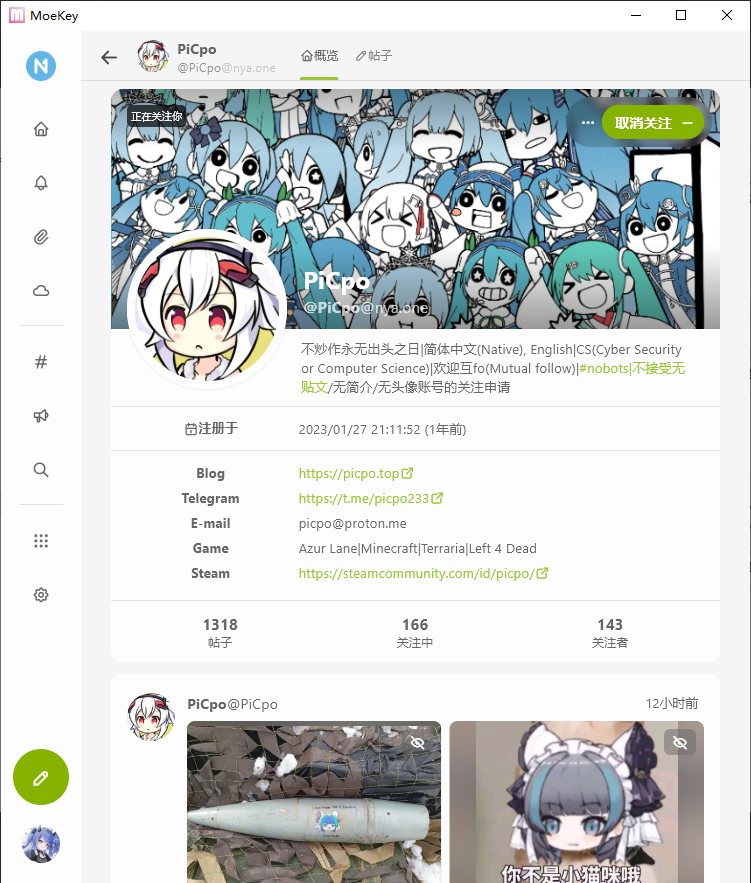 MoeKey
PiCpo
@PiCpo@nya.one
概览
帖子
正在关注你
取消关注
PiCpo
@PiCpo@nya.one
不炒作永无出头之日|简体中文(Native), English|CS(Cyber Security
or Computer Science)|欢迎互fo(Mutual follow)|#nobots|不接受无
贴文/无简介/无头像账号的关注申请
注册于 2023/01/27 21:11:52 (1年前)
Blog https://picpo.top
Telegram https://t.me/picpo233
E-mail picpo@proton.me
Game Azur Lane|Minecraft|Terraria|Left 4 Dead
Steam https://steamcommunity.com/id/picpo/
1318 166 143
帖子 关注中 关注者
PiCpo@PiCpo 12小时前
你不是小猫咪哦